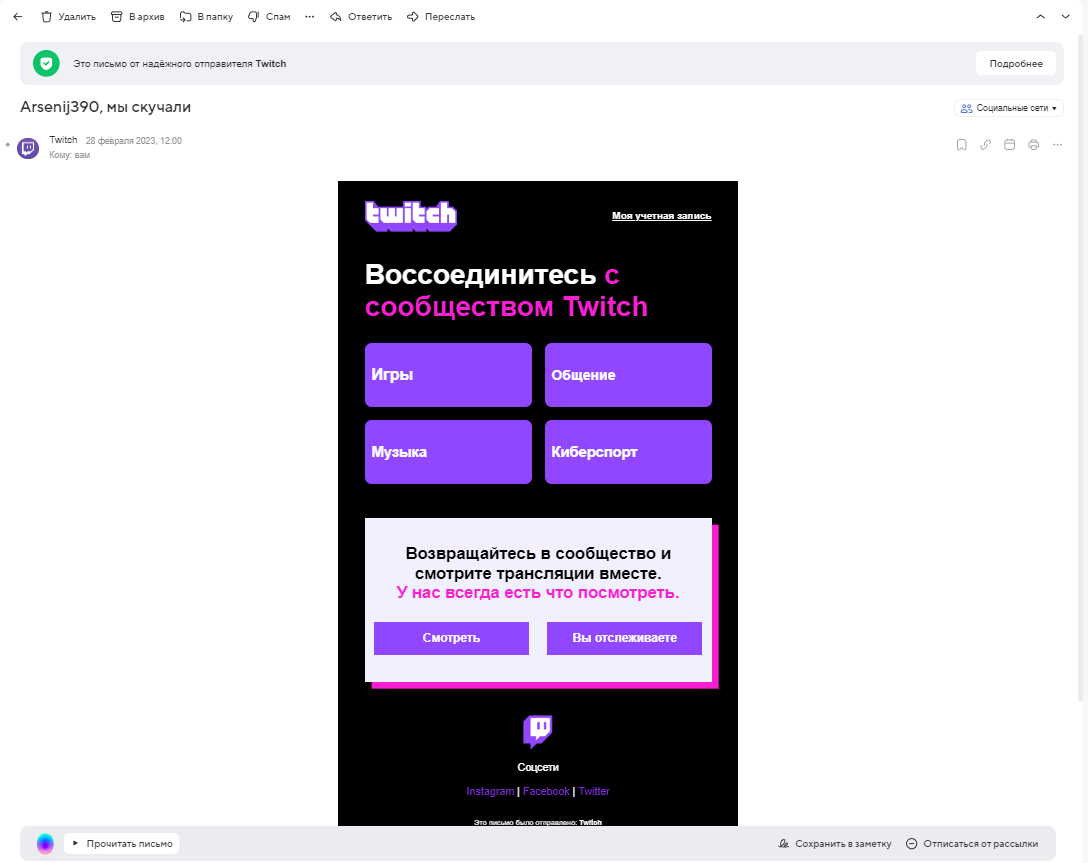 Удалить
В архив
В папку
Спам
Ответить
Переслать
Это письмо от надёжного отправителя Twitch
Подробнее
Arsenij390, мы скучали
Социальные сети
Twitch 28 февраля 2023, 12:00
Кому: вам
twitch
Моя учетная запись
Воссоединитесь с
сообществом Twitch
Игры
Общение
Музыка
Киберспорт
Возвращайтесь в сообщество и
смотрите трансляции вместе.
У нас всегда есть что посмотреть.
Смотреть
Вы отслеживаете
Соцсети
Instagram | Facebook | Twitter
Это письмо было отправлено: Twitch
Прочитать письмо
Сохранить в заметку
Отписаться от рассылки